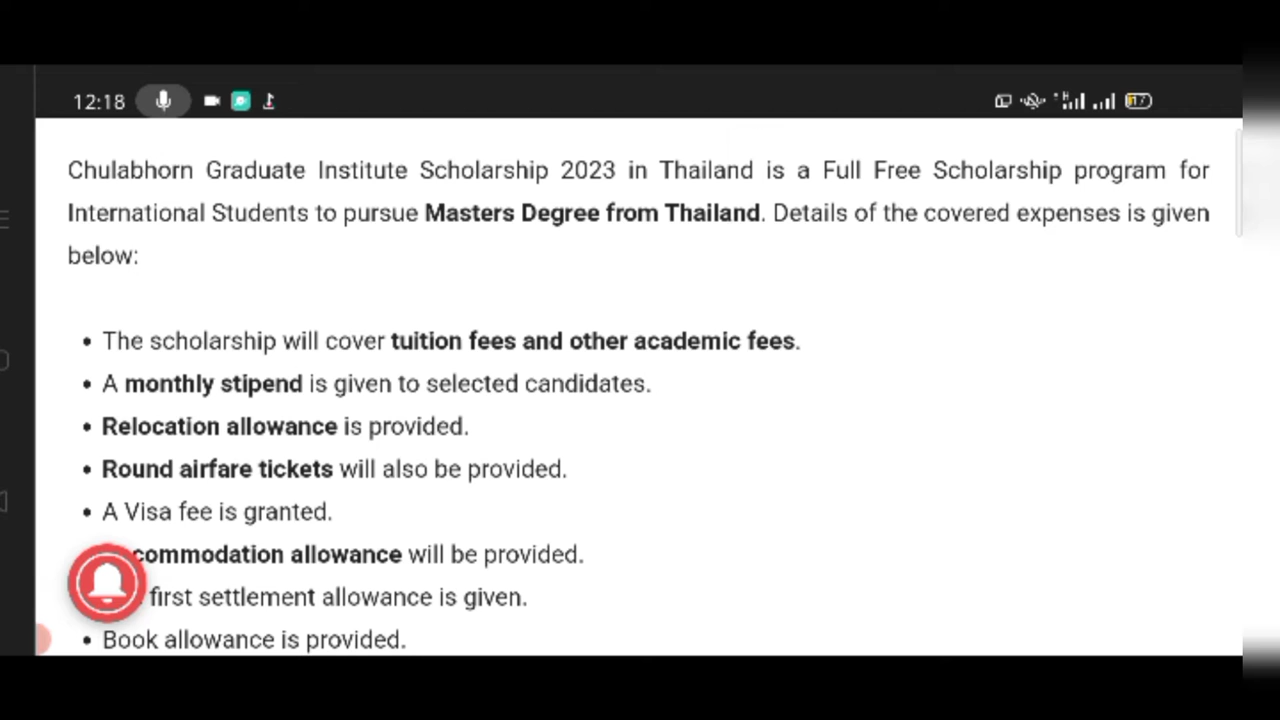 12:18
Chulabhorn Graduate Institute Scholarship 2023 in Thailand is a Full Free Scholarship program for
International Students to pursue Masters Degree from Thailand. Details of the covered expenses is given
below:
• The scholarship will cover tuition fees and other academic fees.
• A monthly stipend is given to selected candidates.
• Relocation allowance is provided.
• Round airfare tickets will also be provided.
• A Visa fee is granted.
commodation allowance will be provided.
first settlement allowance is given.
• Book allowance is provided.